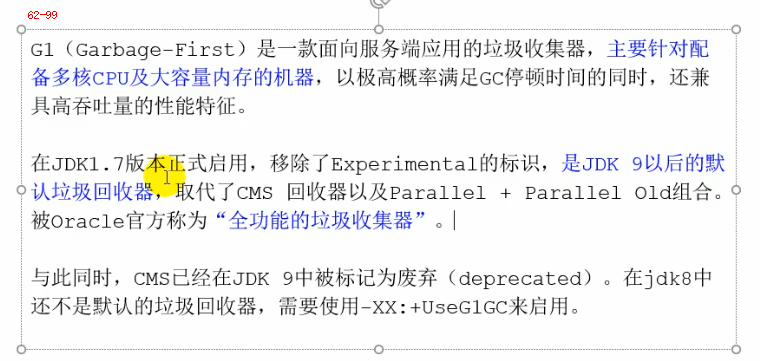 62-99
G1（Garbage-First）是一款面向服务端应用的垃圾收集器，主要针对配
备多核CPU及大容量内存的机器，以极高概率满足GC停顿时间的同时，还兼
具高吞吐量的性能特征。
在JDK1.7版本正式启用，移除了Experimental的标识，是JDK 9以后的默
认垃圾回收器，取代了CMS 回收器以及Parallel + Parallel Old组合。
被Oracle官方称为“全功能的垃圾收集器”。
与此同时，CMS已经在JDK 9中被标记为废弃（deprecated）。在jdk8中
还不是默认的垃圾回收器，需要使用-XX:+UseG1GC来启用。